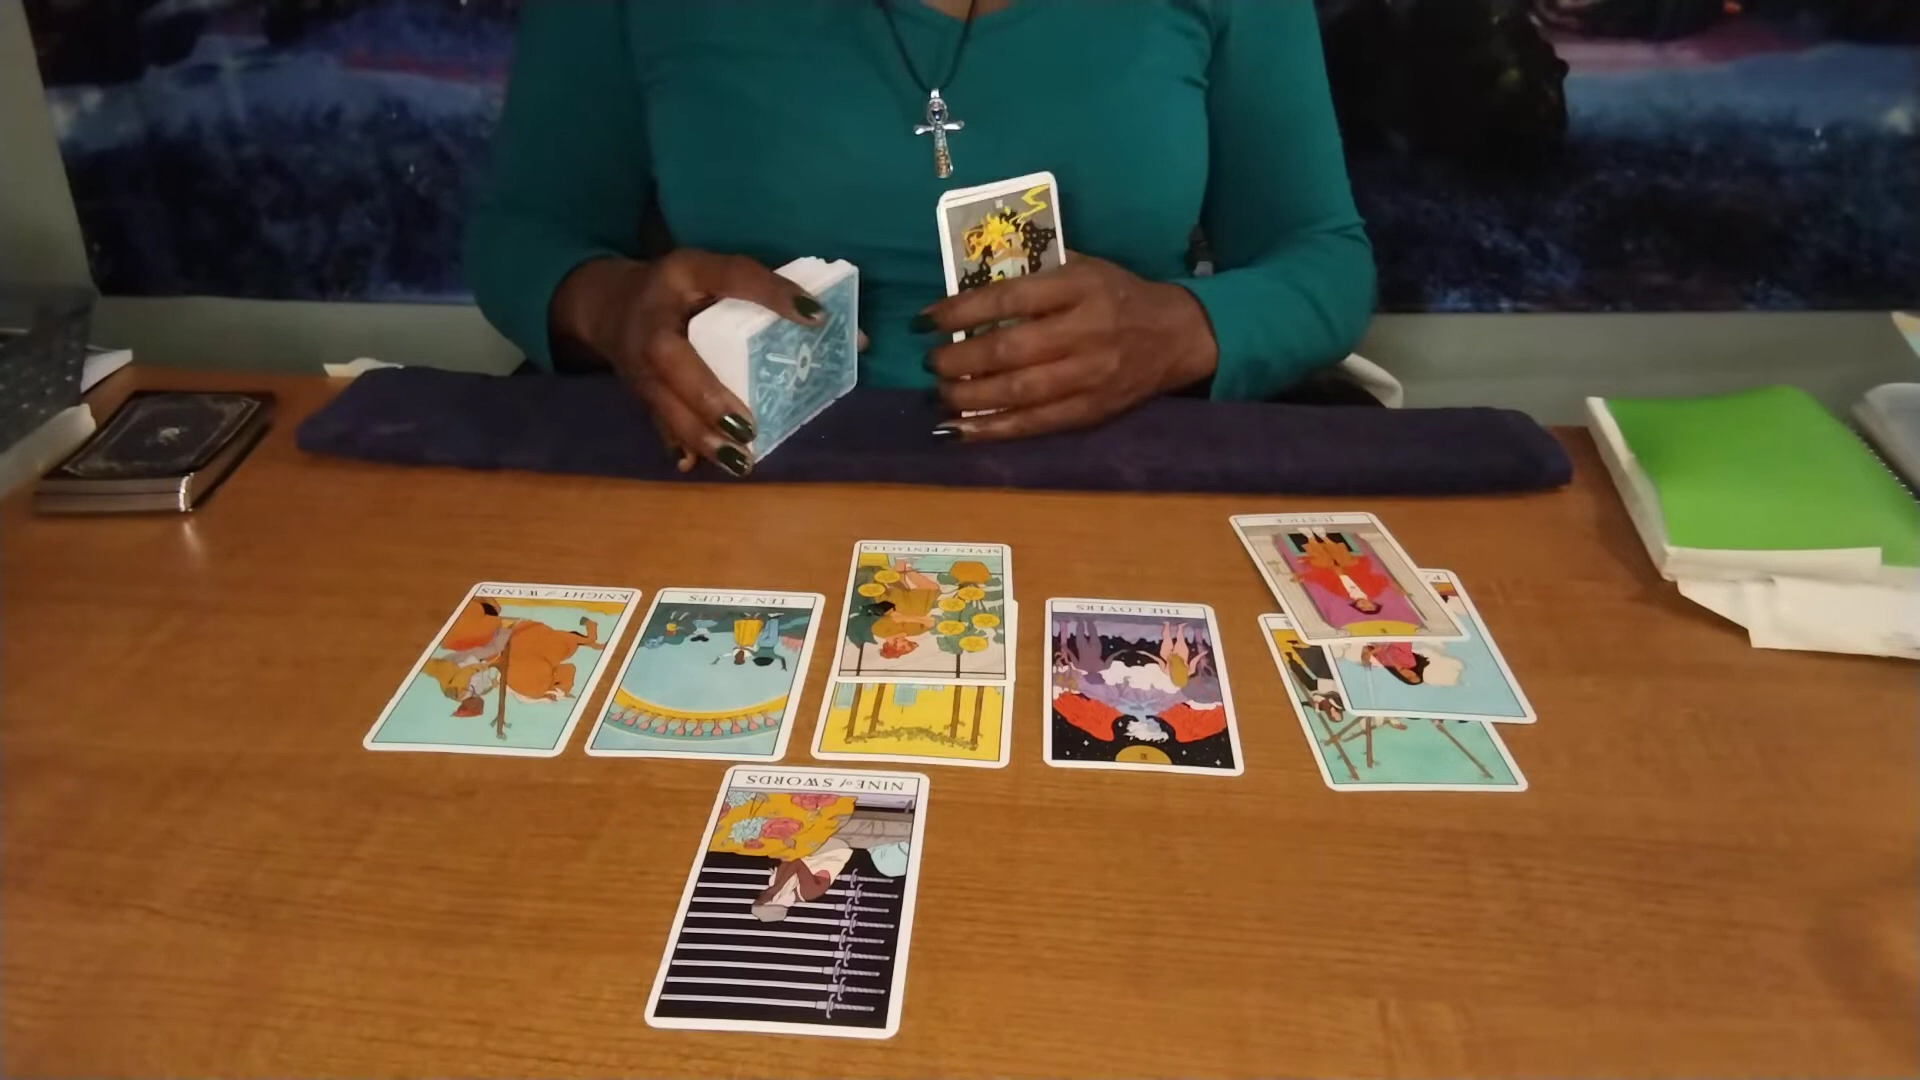 JUSTICE
SEVEN of PENTACLES
KNIGHT of WANDS
TEN of CUPS
THE LOVERS
NINE of SWORDS